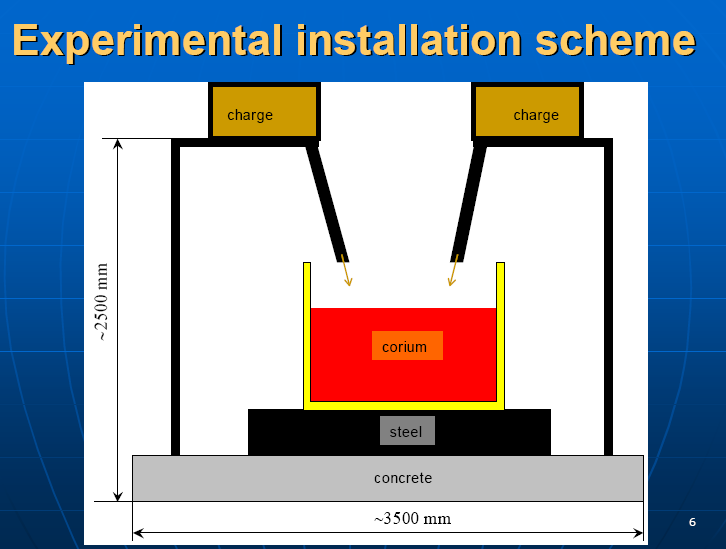 Experimental installation scheme
charge
charge
~2500 mm
corium
steel
concrete
~3500 mm
6